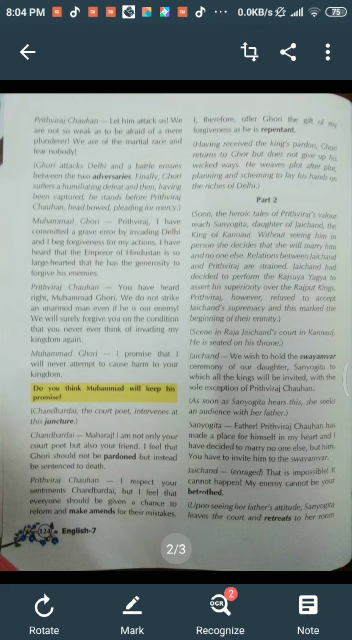 8:04 PM
0.0KB/s
75
Prithviraj Chauhan — Let him attack us! We
are not so weak as to be afraid of a mere
plunderer! We are of the martial race and
fear nobody!
(Ghori attacks Delhi and a battle ensues
between the two adversaries. Finally, Ghori
suffers a humiliating defeat and then, having
been captured, he stands before Prithviraj
Chauhan, head bowed, pleading for mercy.)
Muhammad Ghori — Prithviraj, I have
committed a grave error by invading Delhi
and I beg forgiveness for my actions. I have
heard that the Emperor of Hindustan is so
large-hearted that he has the generosity to
forgive his enemies.
Prithviraj Chauhan — You have heard
right, Muhammad Ghori. We do not strike
an unarmed man even if he is our enemy!
We will surely forgive you on the condition
that you never ever think of invading my
kingdom again.
Muhammad Ghori — I promise that I
will never attempt to cause harm to your
kingdom.
Do you think Muhammad will keep his
promise?
(Chandbardai, the court poet, intervenes at
this juncture.)
Chandbardai — Maharaj! I am not only your
court poet but also your friend. I feel that
Ghori should not be pardoned but instead
be sentenced to death.
Prithviraj Chauhan — I respect your
sentiments Chandbardai, but I feel that
everyone should be given a chance to
reform and make amends for their mistakes.
124 English-7
I, therefore, offer Ghori the gift of my
forgiveness as he is repentant.
(Having received the king's pardon, Ghori
returns to Ghor but does not give up his
wicked ways. He weaves plot after plot,
planning and scheming to lay his hands on
the riches of Delhi.)
Part 2
(Soon, the heroic tales of Prithviraj's valour
reach Sanyogita, daughter of Jaichand, the
King of Kannauj. Without seeing him in
person she decides that she will marry him
and no one else. Relations between Jaichand
and Prithviraj are strained. Jaichand had
decided to perform the Rajsuya Yagya to
assert his superiority over the Rajput Kings.
Prithviraj, however, refused to accept
Jaichand's supremacy and this marked the
beginning of their enmity.)
(Scene in Raja Jaichand's court in Kannauj.
He is seated on his throne.)
Jaichand — We wish to hold the swayamvar
ceremony of our daughter, Sanyogita to
which all the kings will be invited, with the
sole exception of Prithviraj Chauhan.
(As soon as Sanyogita hears this, she seeks
an audience with her father.)
Sanyogita — Father! Prithviraj Chauhan has
made a place for himself in my heart and I
have decided to marry no one else, but him.
You have to invite him to the swayamvar.
Jaichand — (enraged) That is impossible! It
cannot happen! My enemy cannot be your
betrothed.
(Upon seeing her father's attitude, Sanyogita
leaves the court and retreats to her room
2/3
OCR
2
Rotate
Mark
Recognize
Note